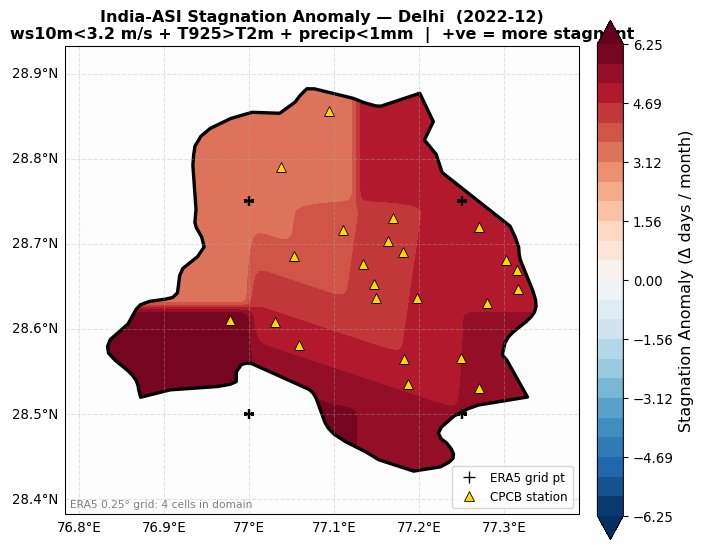 India-ASI Stagnation Anomaly — Delhi  (2022-12)
ws10m<3.2 m/s + T925>T2m + precip<1mm  |  +ve = more stagnant
28.9°N
28.8°N
28.7°N
28.6°N
28.5°N
28.4°N
76.8°E
76.9°E
77°E
77.1°E
77.2°E
77.3°E
ERA5 0.25° grid: 4 cells in domain
ERA5 grid pt
CPCB station
6.25
4.69
3.12
1.56
0.00
−1.56
−3.12
−4.69
−6.25
Stagnation Anomaly (Δ days / month)